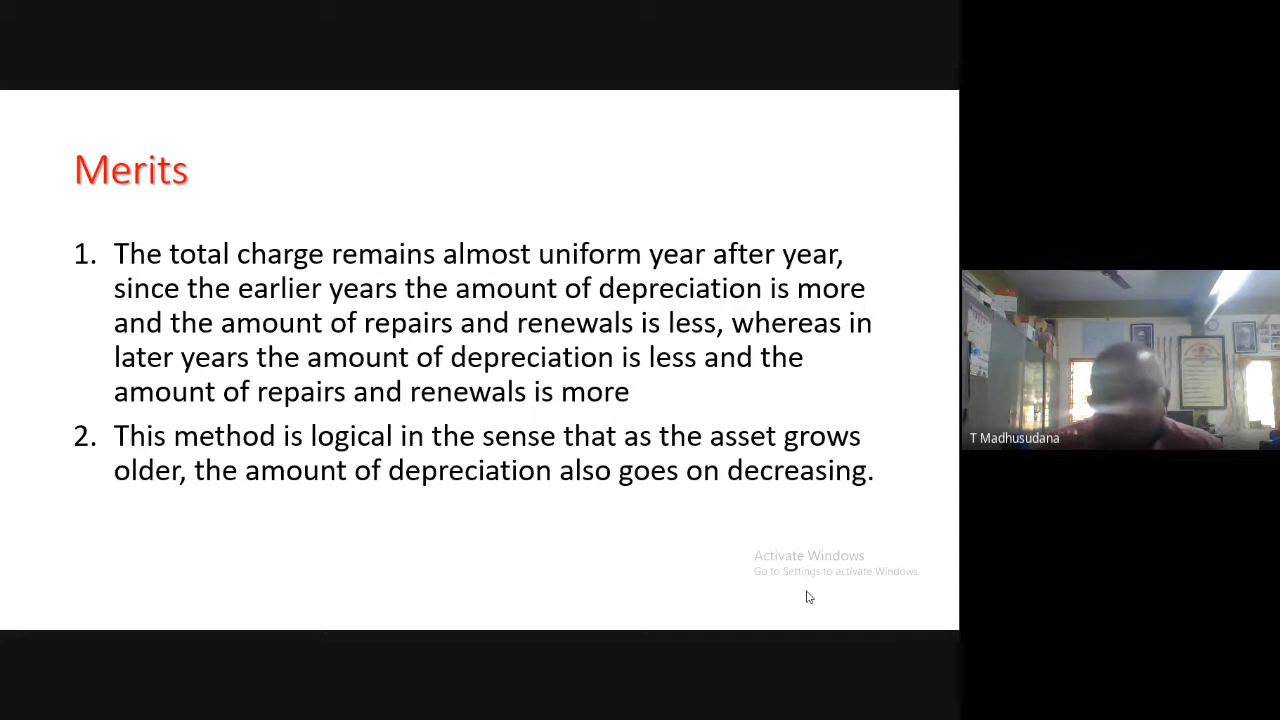 Merits
1. The total charge remains almost uniform year after year,
since the earlier years the amount of depreciation is more
and the amount of repairs and renewals is less, whereas in
later years the amount of depreciation is less and the
amount of repairs and renewals is more
2. This method is logical in the sense that as the asset grows
older, the amount of depreciation also goes on decreasing.
Activate Windows
Go to Settings to activate Windows.
T Madhusudana